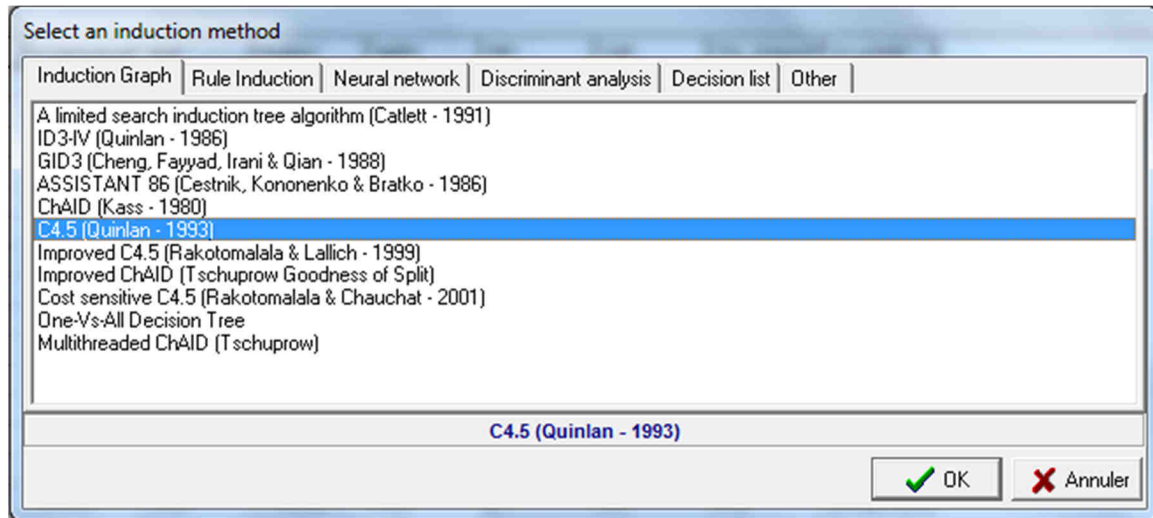 Select an induction method
Induction Graph Rule Induction Neural network Discriminant analysis Decision list Other
A limited search induction tree algorithm (Catlett - 1991)
ID3-IV (Quinlan - 1986)
GID3 (Cheng, Fayyad, Irani & Qian - 1988)
ASSISTANT 86 (Cestnik, Kononenko & Bratko - 1986)
ChAID (Kass - 1980)
C4.5 (Quinlan - 1993)
Improved C4.5 (Rakotomalala & Lallich - 1999)
Improved ChAID (Tschuprow Goodness of Split)
Cost sensitive C4.5 (Rakotomalala & Chauchat - 2001)
One-Vs-All Decision Tree
Multithreaded ChAID (Tschuprow)
C4.5 (Quinlan - 1993)
OK Annuler